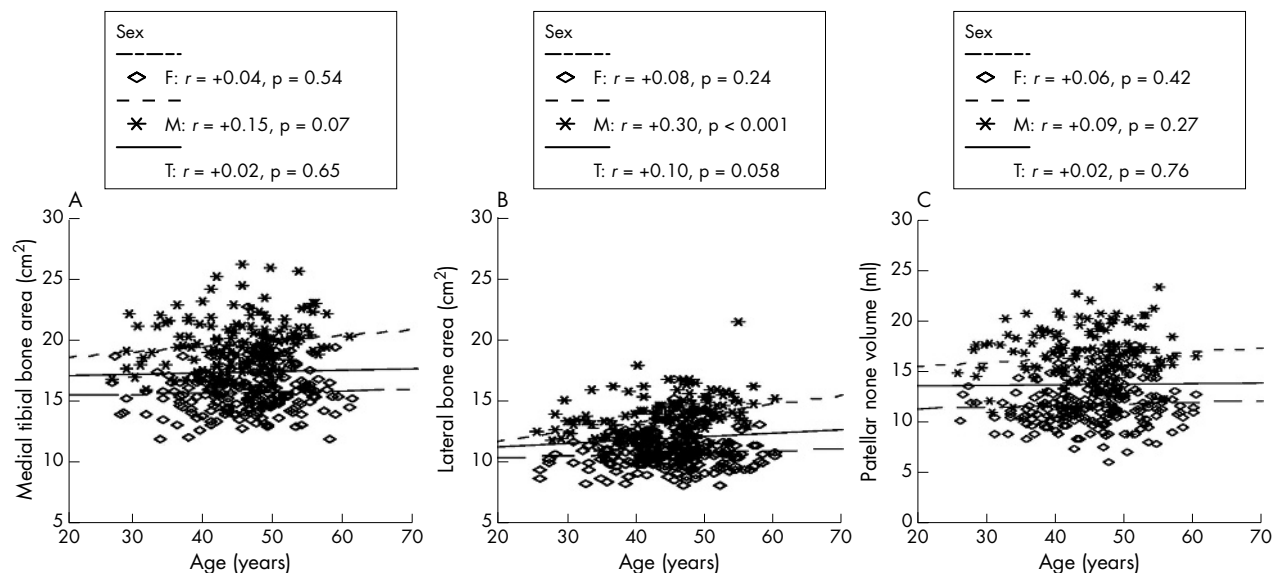 Sex
F: r = +0.04, p = 0.54
M: r = +0.15, p = 0.07
T: r = +0.02, p = 0.65
A
30
25
20
15
10
5
Medial tibial bone area (cm²)
20 30 40 50 60 70
Age (years)
Sex
F: r = +0.08, p = 0.24
M: r = +0.30, p < 0.001
T: r = +0.10, p = 0.058
B
30
25
20
15
10
5
Lateral bone area (cm²)
20 30 40 50 60 70
Age (years)
Sex
F: r = +0.06, p = 0.42
M: r = +0.09, p = 0.27
T: r = +0.02, p = 0.76
C
30
25
20
15
10
5
0
Patellar none volume (ml)
20 30 40 50 60 70
Age (years)